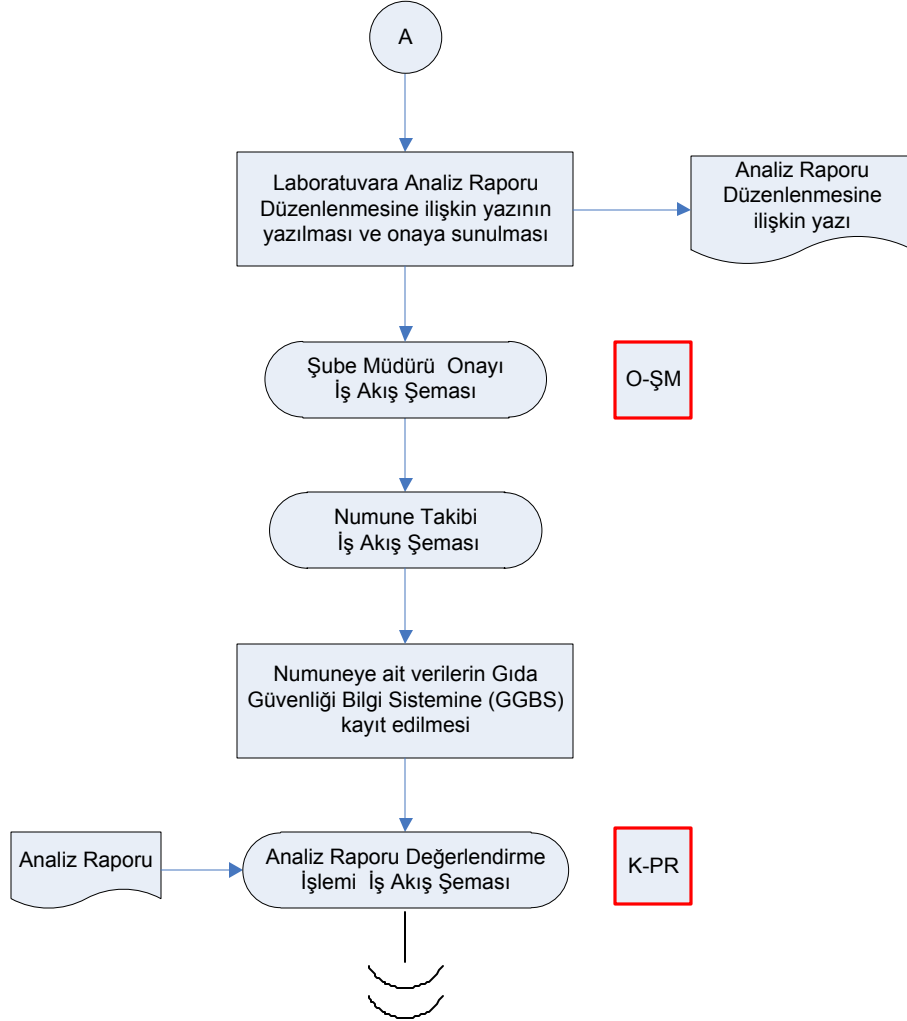 A
Laboratuvara Analiz Raporu
Düzenlenmesine ilişkin yazının
yazılması ve onaya sunulması
Analiz Raporu
Düzenlenmesine
ilişkin yazı
Şube Müdürü Onayı
İş Akış Şeması
O-ŞM
Numune Takibi
İş Akış Şeması
Numuneye ait verilerin Gıda
Güvenliği Bilgi Sistemine (GGBS)
kayıt edilmesi
Analiz Raporu
Analiz Raporu Değerlendirme
İşlemi İş Akış Şeması
K-PR